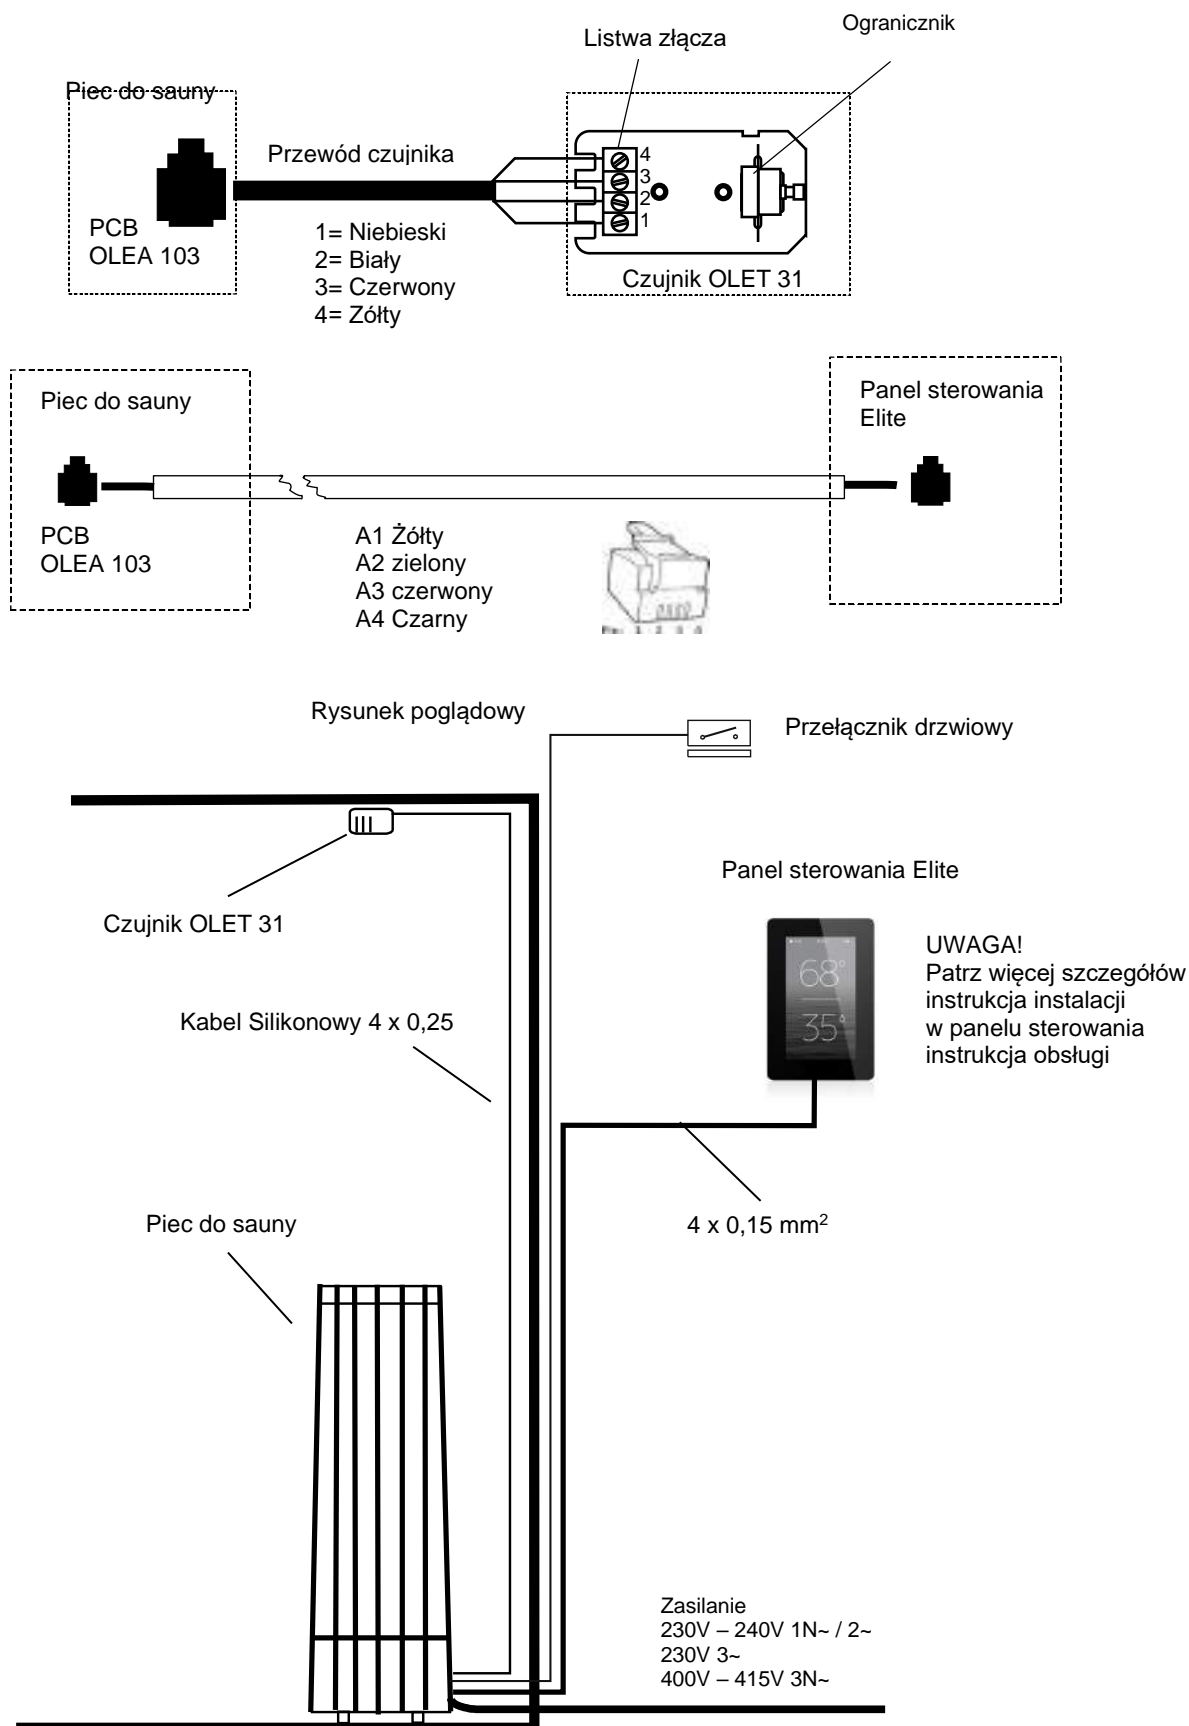 Ogranicznik
Listwa złącza
Piec do sauny
Przewód czujnika
4
3
2
1
PCB
OLEA 103
1= Niebieski
2= Biały
3= Czerwony
4= Zółty
Czujnik OLET 31
Piec do sauny
Panel sterowania
Elite
PCB
OLEA 103
A1 Żółty
A2 zielony
A3 czerwony
A4 Czarny
Rysunek poglądowy
Przełącznik drzwiowy
Czujnik OLET 31
Panel sterowania Elite
68°
35°
UWAGA!
Patrz więcej szczegółów
instrukcja instalacji
w panelu sterowania
instrukcja obsługi
Kabel Silikonowy 4 x 0,25
4 x 0,15 mm²
Piec do sauny
Zasilanie
230V – 240V 1N~ / 2~
230V 3~
400V – 415V 3N~